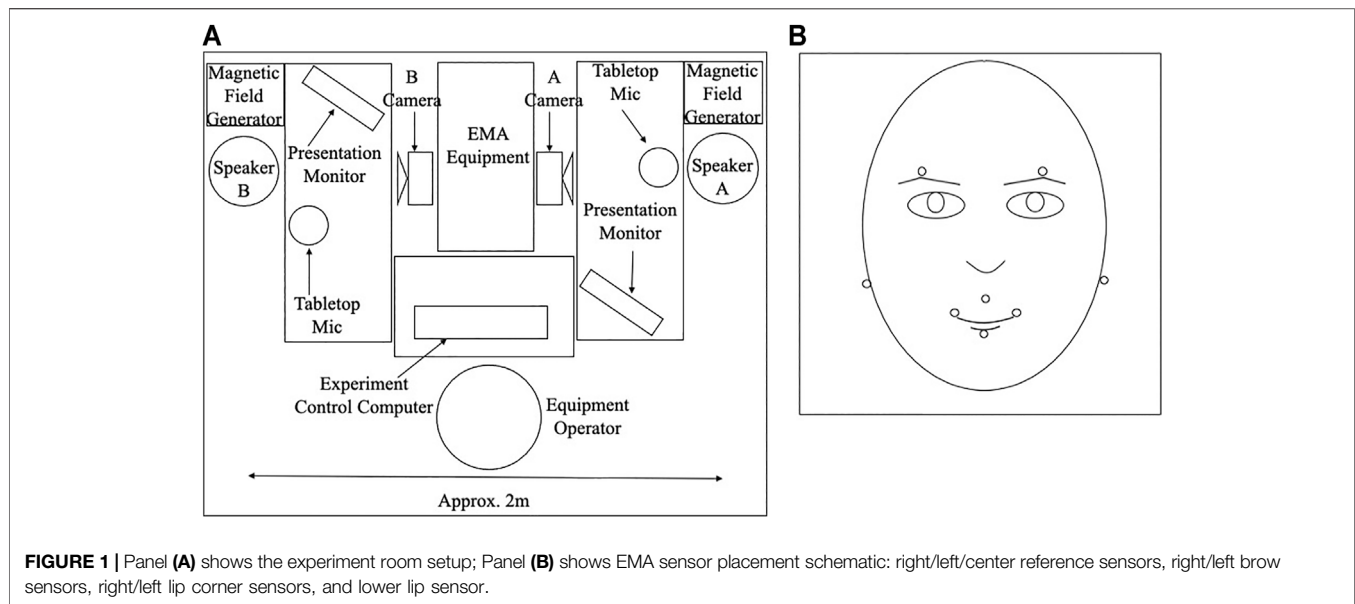 A
B
Magnetic
Field
Generator
B
Camera
EMA
Equipment
A
Camera
Tabletop
Mic
Magnetic
Field
Generator
Speaker
B
Presentation
Monitor
Speaker
A
Presentation
Monitor
Tabletop
Mic
Experiment
Control Computer
Equipment
Operator
Approx. 2m
FIGURE 1 | Panel (A) shows the experiment room setup; Panel (B) shows EMA sensor placement schematic: right/left/center reference sensors, right/left brow
sensors, right/left lip corner sensors, and lower lip sensor.